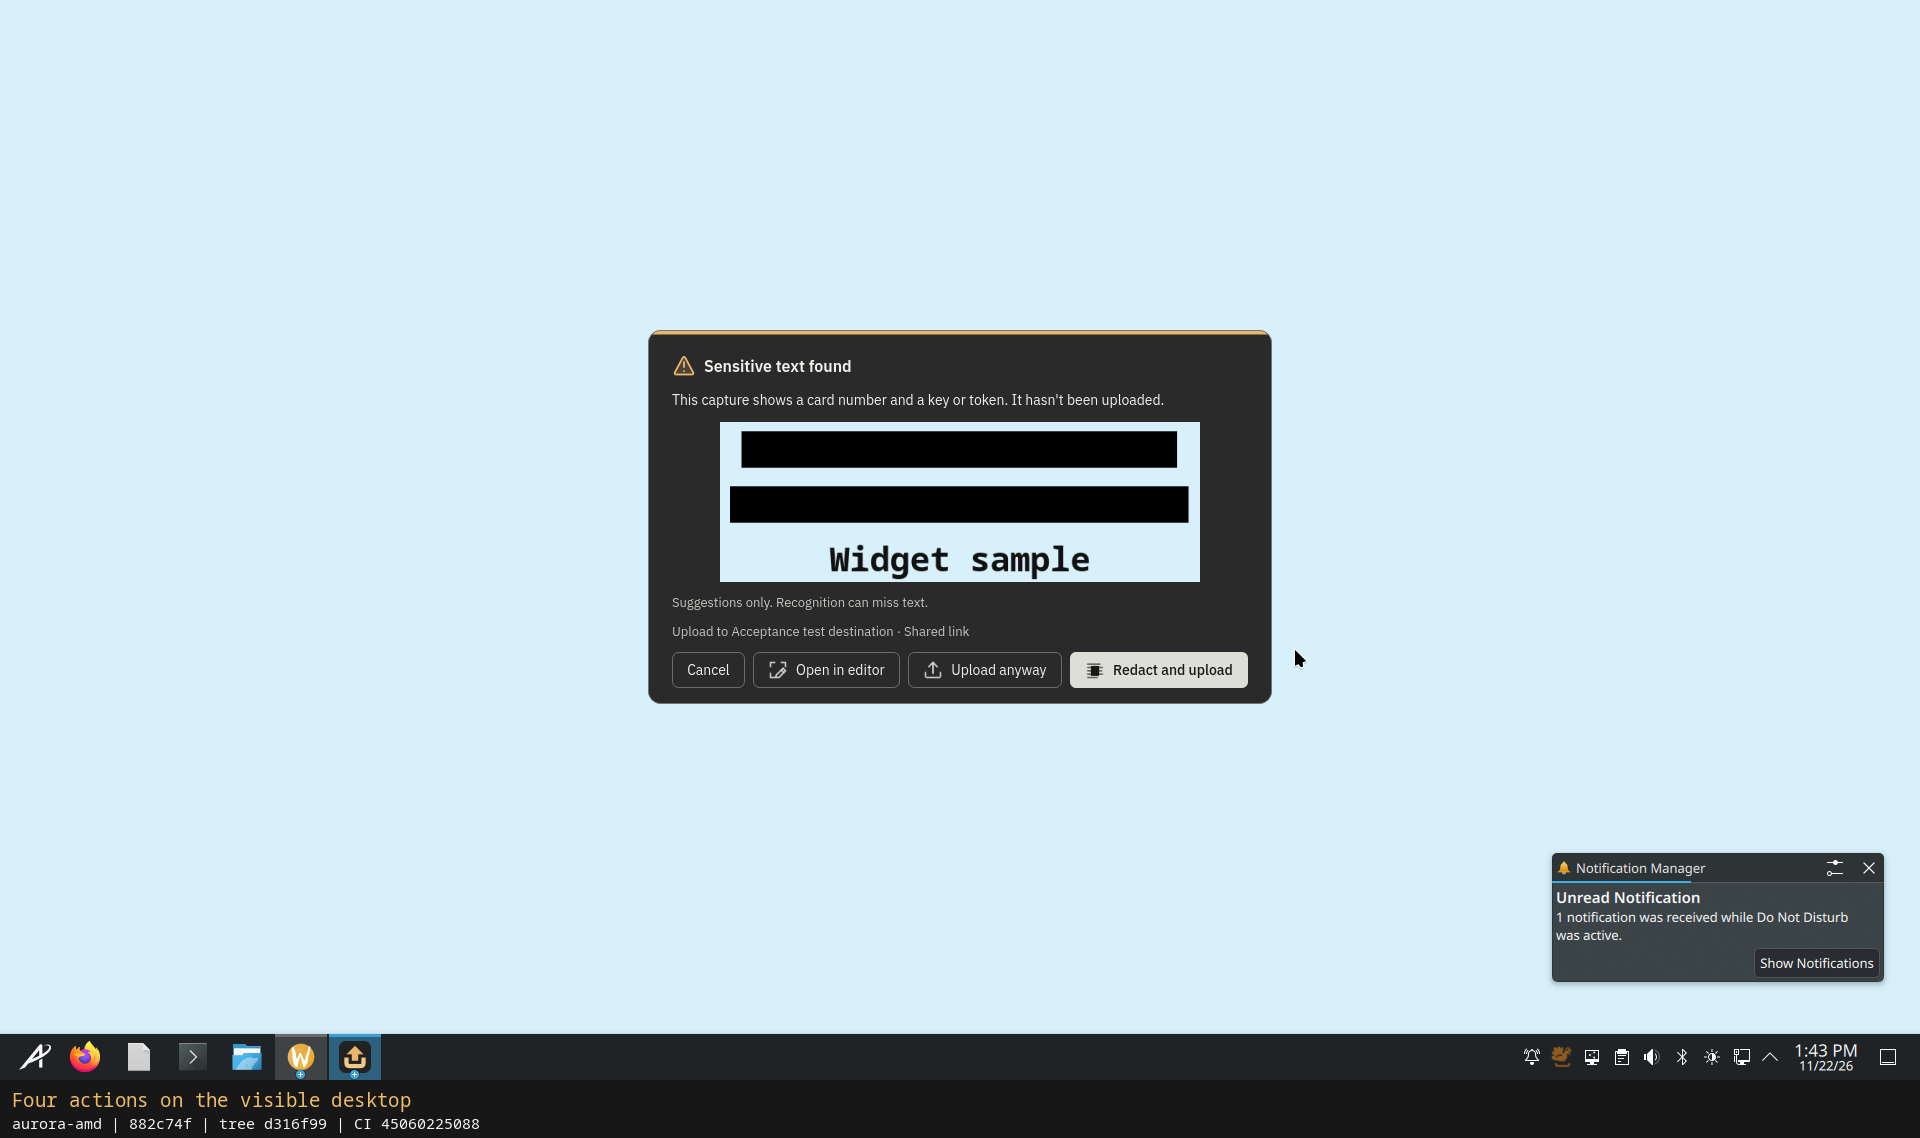 Sensitive text found
This capture shows a card number and a key or token. It hasn't been uploaded.
Widget sample
Suggestions only. Recognition can miss text.
Upload to Acceptance test destination · Shared link
Cancel
Open in editor
Upload anyway
Redact and upload
Notification Manager
Unread Notification
1 notification was received while Do Not Disturb
was active.
Show Notifications
1:43 PM
11/22/26
Four actions on the visible desktop
aurora-amd | 882c74f | tree d316f99 | CI 45060225088